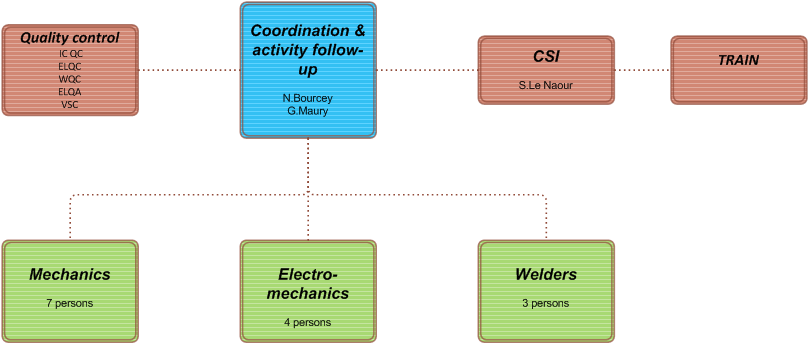 Quality control
IC QC
ELQC
WQC
ELQA
VSC
Coordination &
activity follow-
up
N.Bourcey
G.Maury
CSI
S.Le Naour
TRAIN
Mechanics
7 persons
Electro-
mechanics
4 persons
Welders
3 persons